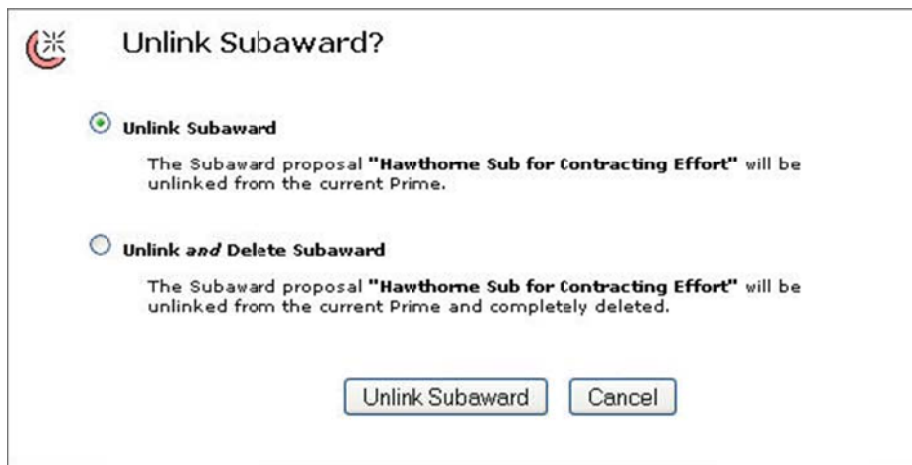 Unlink Subaward?
Unlink Subaward
The Subaward proposal "Hawthorne Sub for Contracting Effort" will be
unlinked from the current Prime.
Unlink and Delete Subaward
The Subaward proposal "Hawthorne Sub for Contracting Effort" will be
unlinked from the current Prime and completely deleted.
Unlink Subaward Cancel